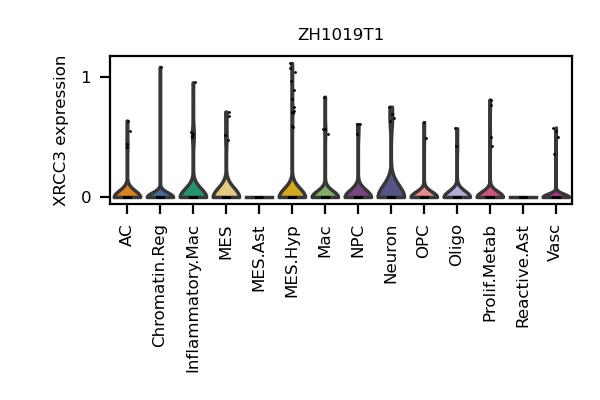 ZH1019T1
XRCC3 expression
1
0
AC
Chromatin.Reg
Inflammatory.Mac
MES
MES.Ast
MES.Hyp
Mac
NPC
Neuron
OPC
Oligo
Prolif.Metab
Reactive.Ast
Vasc